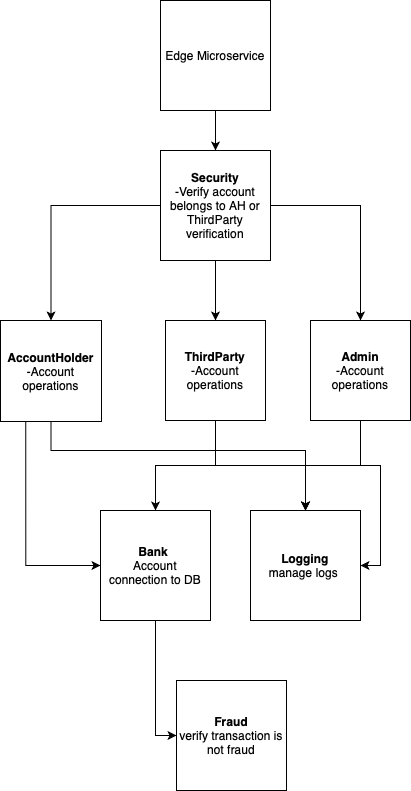 Edge Microservice
Security
-Verify account
belongs to AH or
ThirdParty
verification
AccountHolder
-Account
operations
ThirdParty
-Account
operations
Admin
-Account
operations
Bank
Account
connection to DB
Logging
manage logs
Fraud
verify transaction is
not fraud